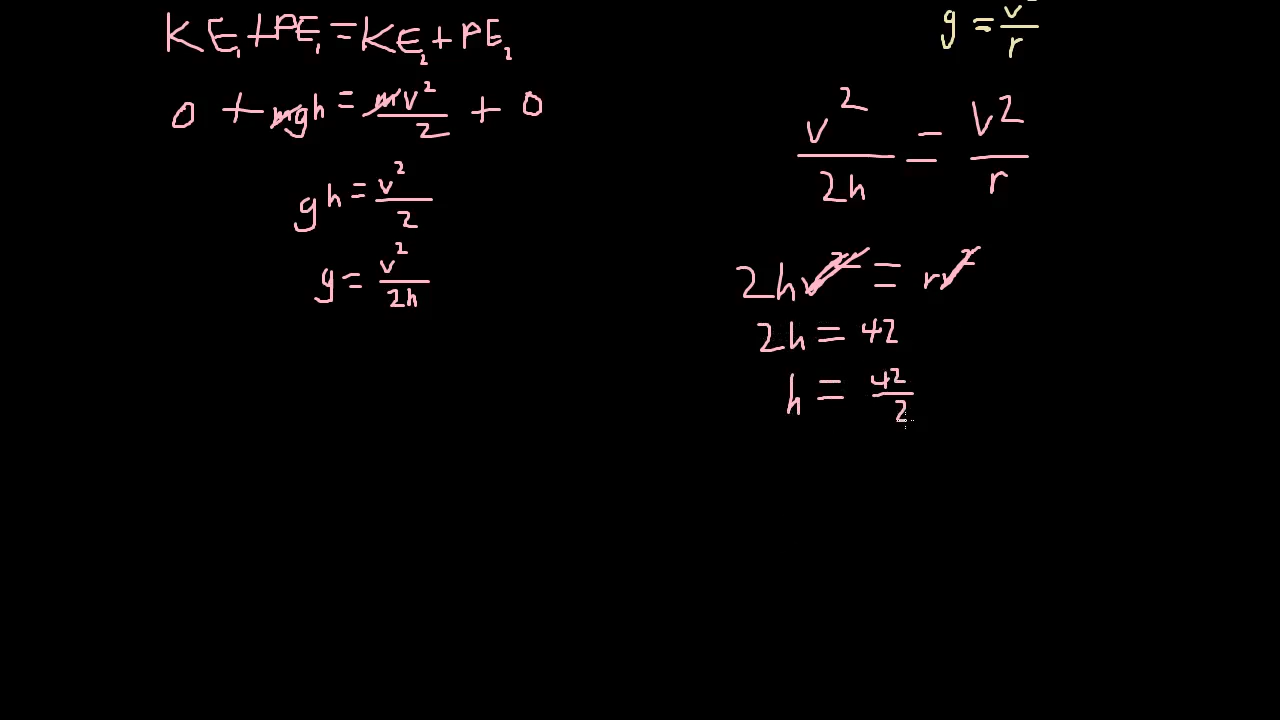 KE₁+PE₁=KE₂+PE₂
0 + mgh = mv²/2 + 0
gh = v²/2
g = v²/2h
g = v²/r
v²/2h = v2/r
2hv² = rv²
2h = 42
h = 42/2